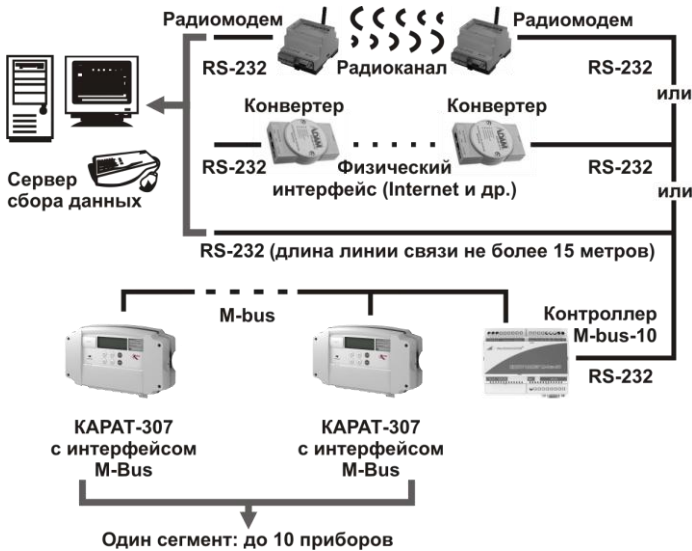 Радиомодем
Радиомодем
RS-232
Радиоканал
RS-232
или
Конвертер
Конвертер
ADAM
ADAM
RS-232
Физический
интерфейс (Internet и др.)
RS-232
или
Сервер
сбора данных
RS-232 (длина линии связи не более 15 метров)
M-bus
Контроллер
M-bus-10
RS-232
КАРАТ-307
с интерфейсом
M-Bus
КАРАТ-307
с интерфейсом
M-Bus
Один сегмент: до 10 приборов